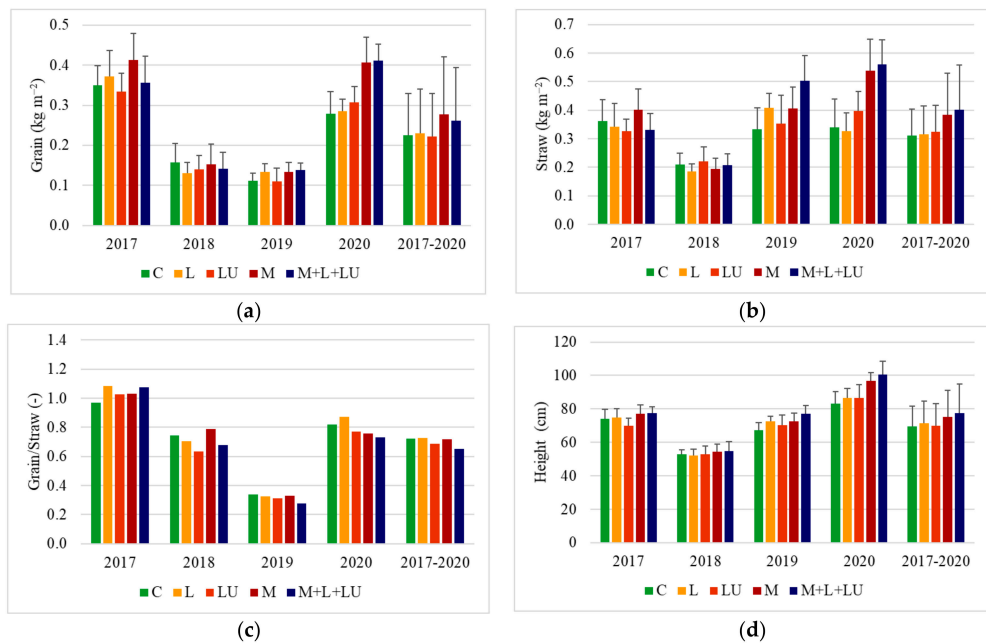 0.5
0.4
0.3
0.2
0.1
0.0
Grain (kg m⁻²)
2017 2018 2019 2020 2017-2020
C L LU M M+L+LU
(a)
0.7
0.6
0.5
0.4
0.3
0.2
0.1
0.0
Straw (kg m⁻²)
2017 2018 2019 2020 2017-2020
C L LU M M+L+LU
(b)
1.4
1.2
1.0
0.8
0.6
0.4
0.2
0.0
Grain/Straw (-)
2017 2018 2019 2020 2017-2020
C L LU M M+L+LU
(c)
120
100
80
60
40
20
0
Height (cm)
2017 2018 2019 2020 2017-2020
C L LU M M+L+LU
(d)